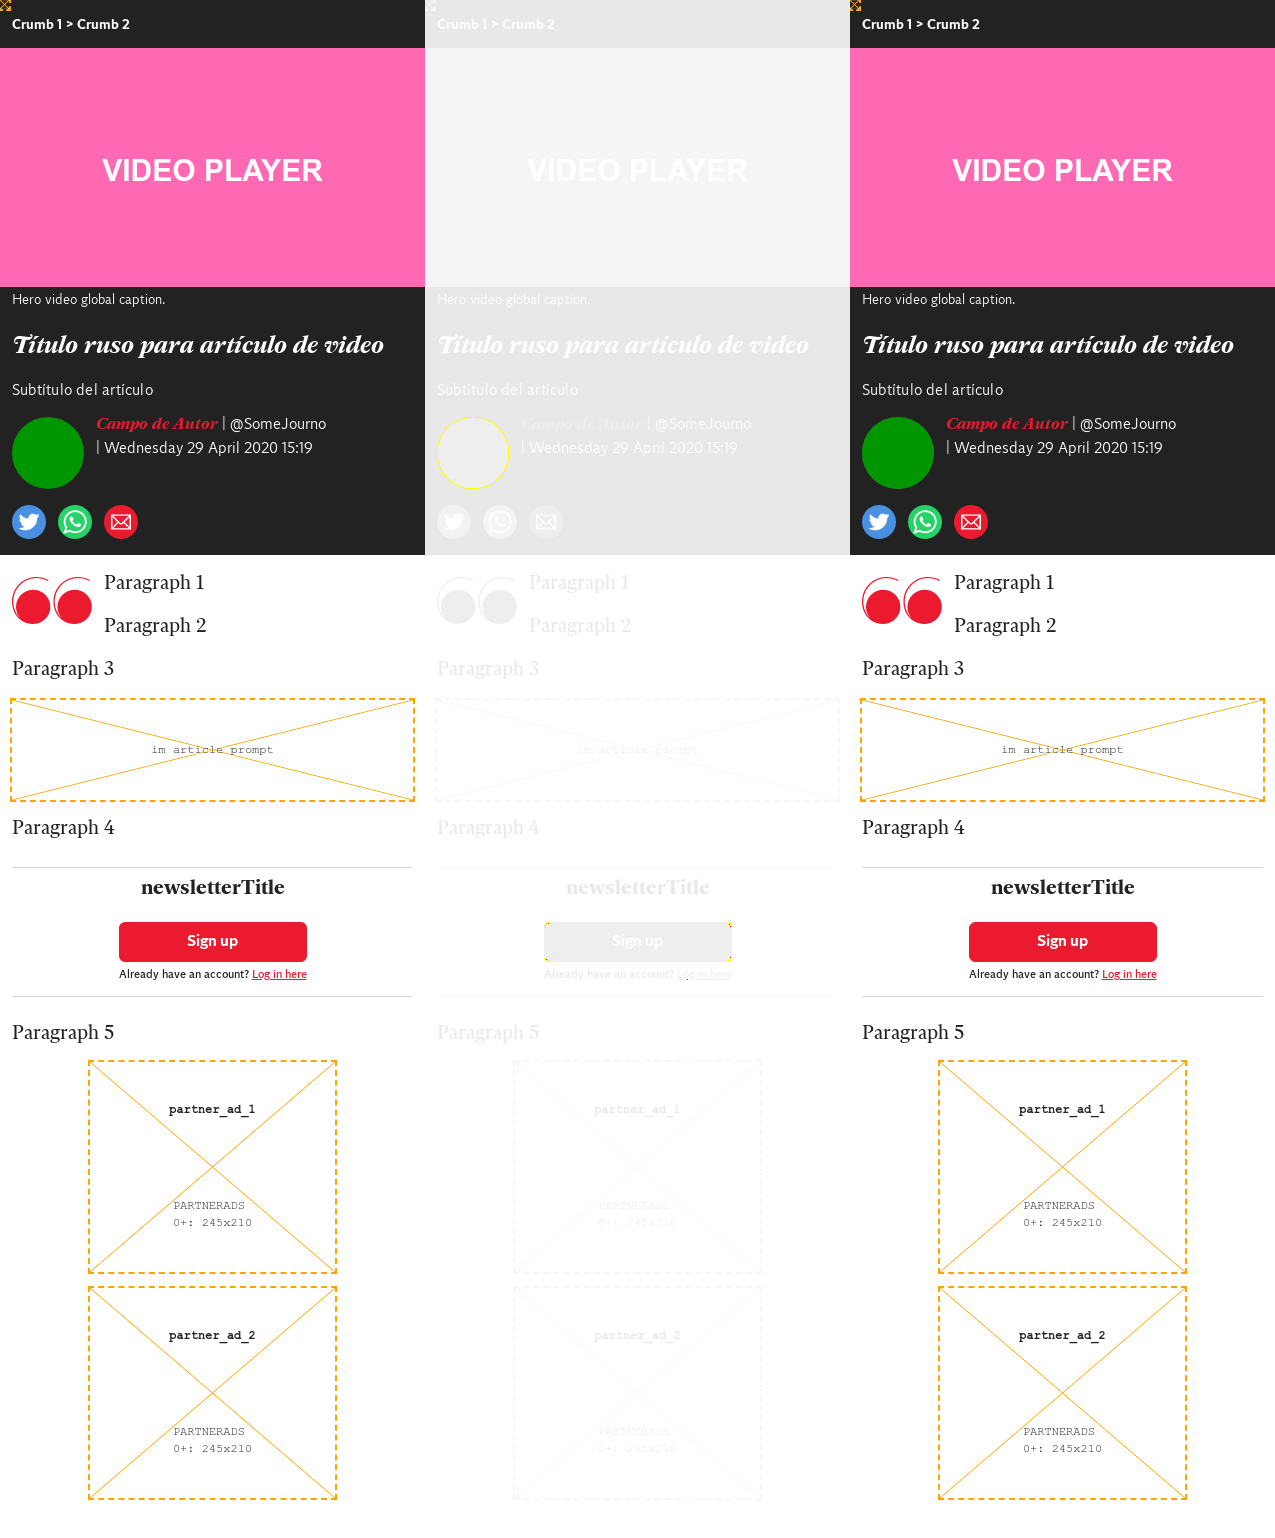 Crumb 1 > Crumb 2
VIDEO PLAYER
Hero video global caption.
Título ruso para artículo de video
Subtítulo del artículo
Campo de Autor | @SomeJourno
| Wednesday 29 April 2020 15:19
Paragraph 1
Paragraph 2
Paragraph 3
im article prompt
Paragraph 4
newsletterTitle
Sign up
Already have an account? Log in here
Paragraph 5
partner_ad_1
PARTNERADS
0+: 245x210
partner_ad_2
PARTNERADS
0+: 245x210
Crumb 1 > Crumb 2
VIDEO PLAYER
Hero video global caption.
Título ruso para artículo de video
Subtítulo del artículo
Campo de Autor | @SomeJourno
| Wednesday 29 April 2020 15:19
Paragraph 1
Paragraph 2
Paragraph 3
im article prompt
Paragraph 4
newsletterTitle
Sign up
Already have an account? Log in here
Paragraph 5
partner_ad_1
PARTNERADS
0+: 245x210
partner_ad_2
PARTNERADS
0+: 245x210
Crumb 1 > Crumb 2
VIDEO PLAYER
Hero video global caption.
Título ruso para artículo de video
Subtítulo del artículo
Campo de Autor | @SomeJourno
| Wednesday 29 April 2020 15:19
Paragraph 1
Paragraph 2
Paragraph 3
im article prompt
Paragraph 4
newsletterTitle
Sign up
Already have an account? Log in here
Paragraph 5
partner_ad_1
PARTNERADS
0+: 245x210
partner_ad_2
PARTNERADS
0+: 245x210